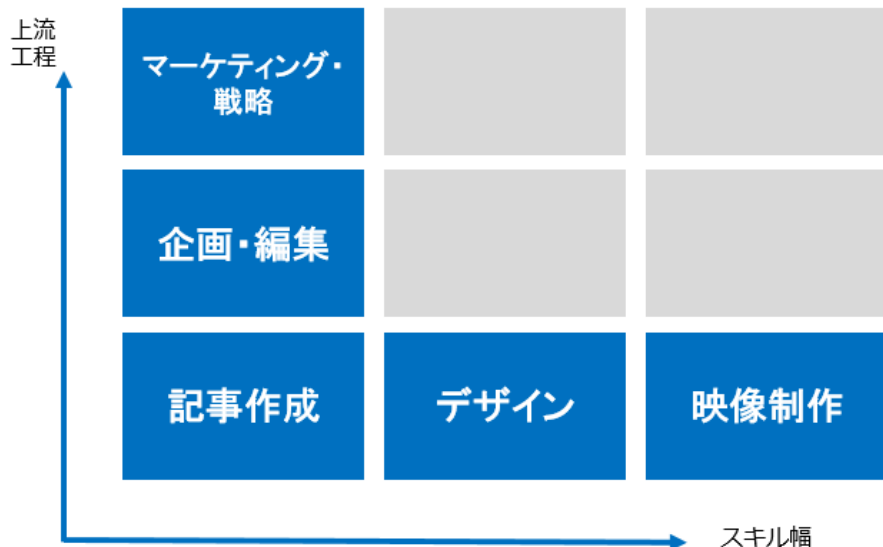 上流
工程
マーケティング・
戦略
企画・編集
記事作成
デザイン
映像制作
スキル幅